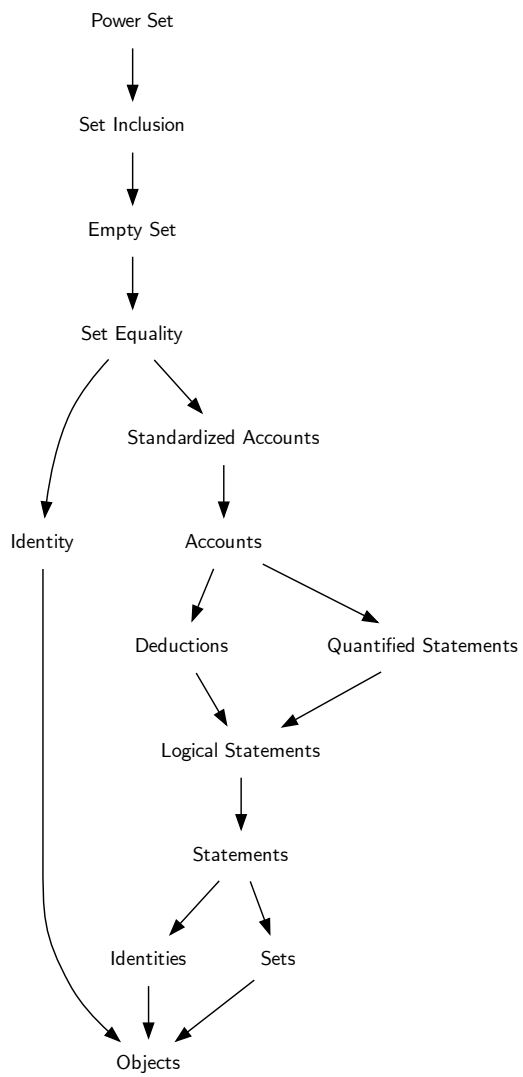 Power Set
Set Inclusion
Empty Set
Set Equality
Standardized Accounts
Identity
Accounts
Deductions
Quantified Statements
Logical Statements
Statements
Identities
Sets
Objects